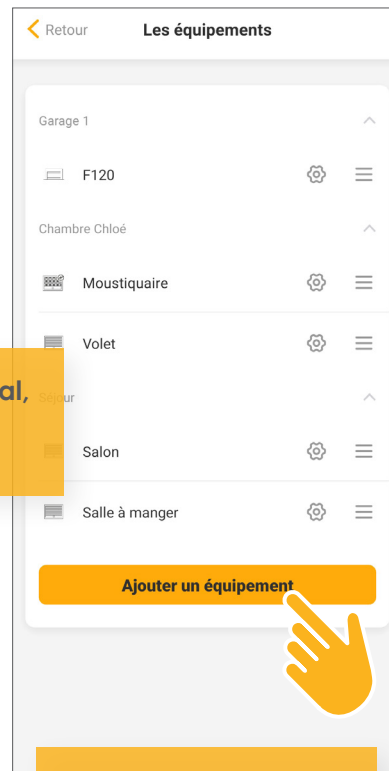 Retour Les équipements
Garage 1
F120
Chambre Chloé
Moustiquaire
Volet
al,
Séjour
Salon
Salle à manger
Ajouter un équipement